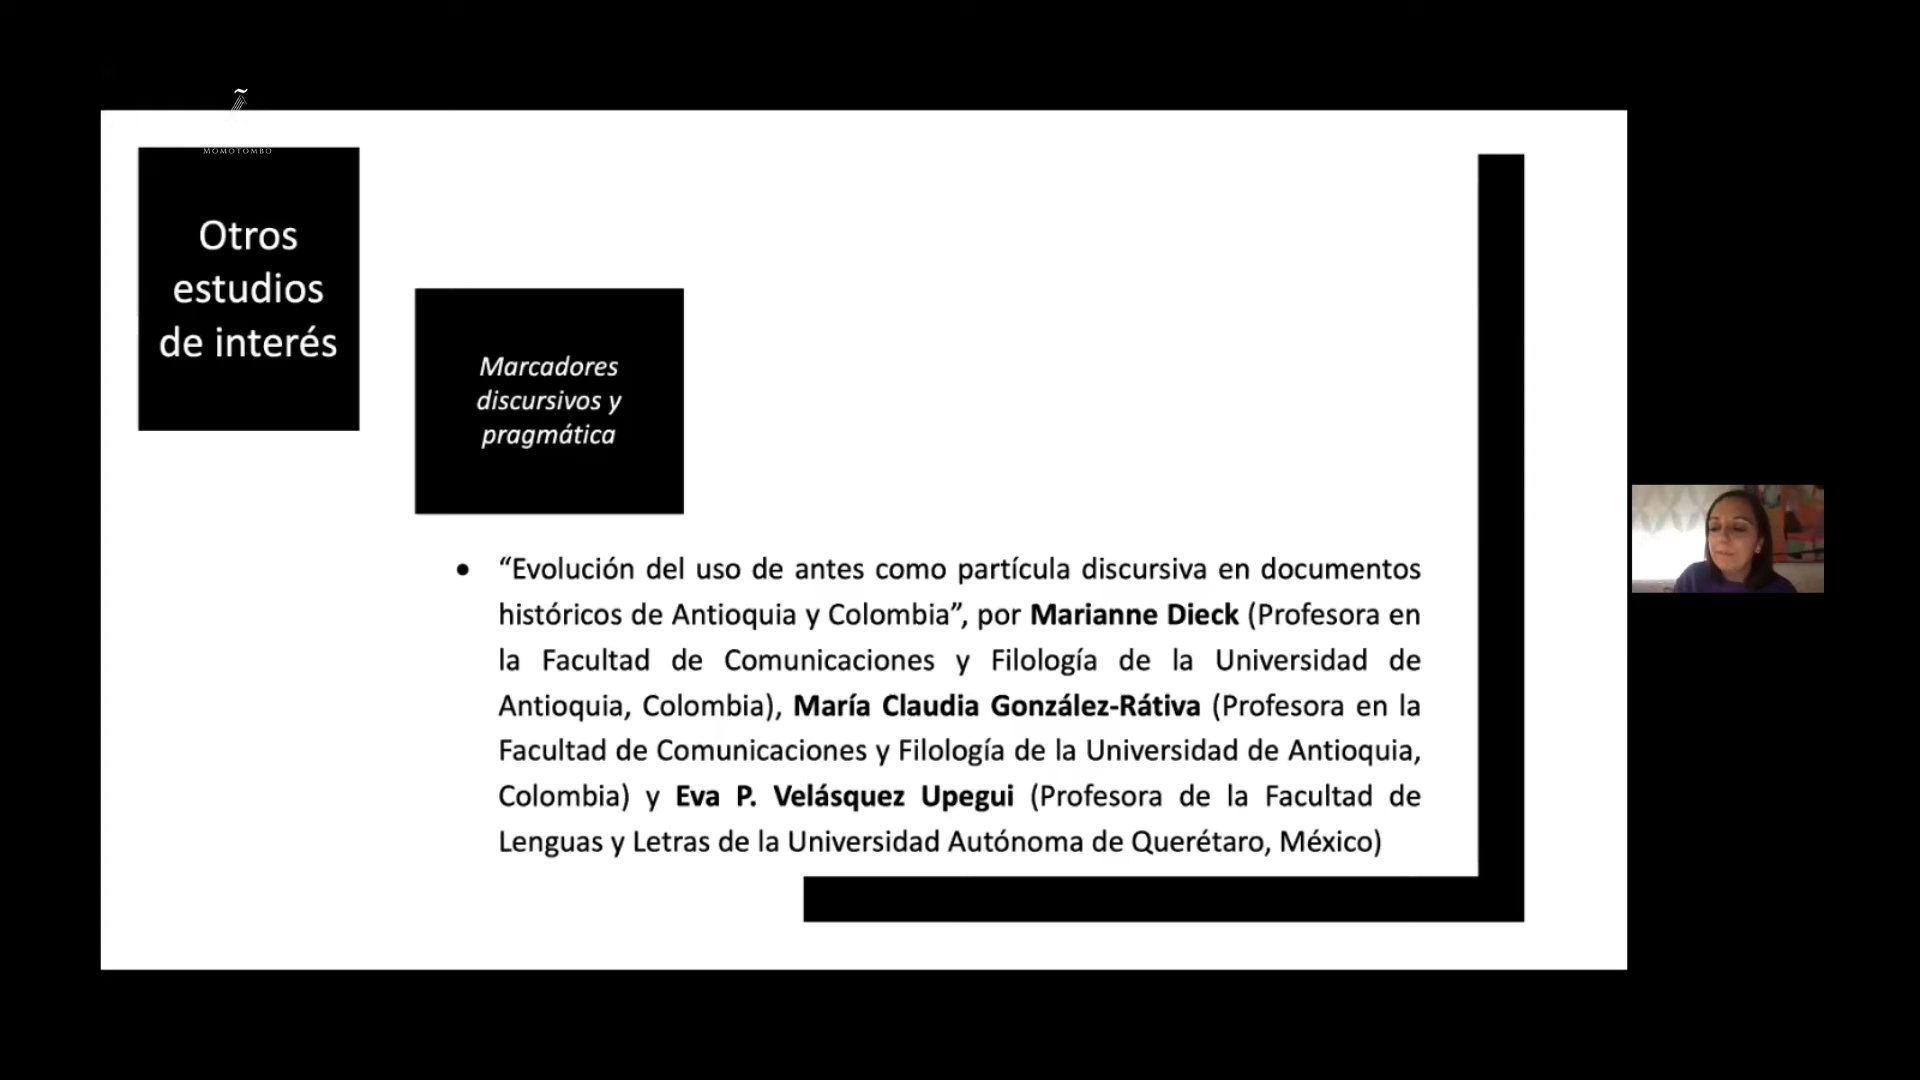 MOMOTOMBO
Otros
estudios
de interés
Marcadores
discursivos y
pragmática
• “Evolución del uso de antes como partícula discursiva en documentos
históricos de Antioquia y Colombia”, por Marianne Dieck (Profesora en
la Facultad de Comunicaciones y Filología de la Universidad de
Antioquia, Colombia), María Claudia González-Rátiva (Profesora en la
Facultad de Comunicaciones y Filología de la Universidad de Antioquia,
Colombia) y Eva P. Velásquez Upegui (Profesora de la Facultad de
Lenguas y Letras de la Universidad Autónoma de Querétaro, México)